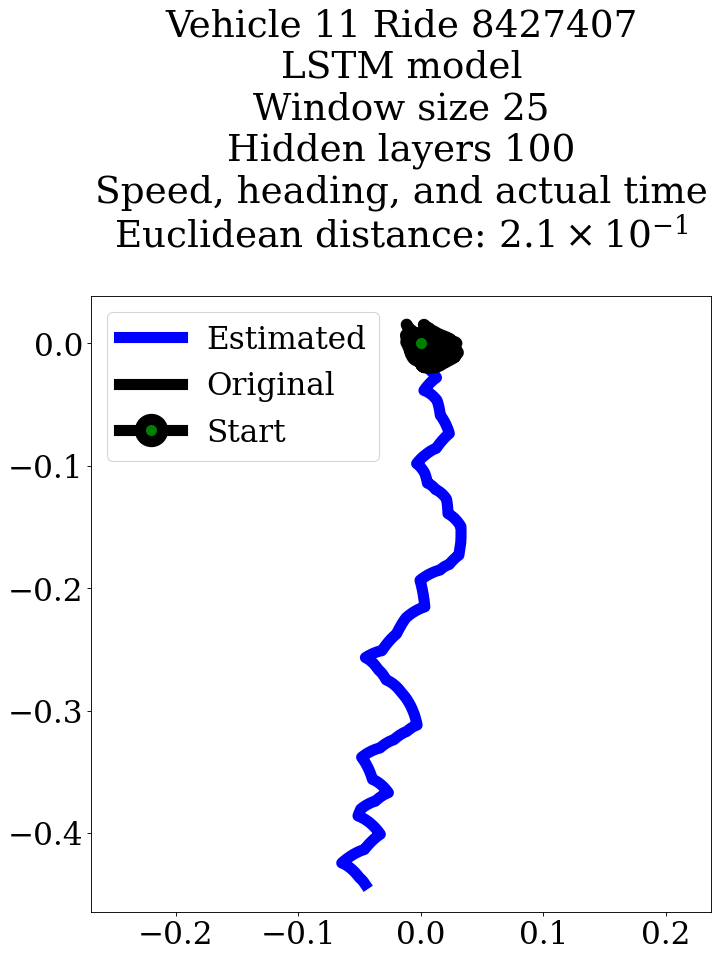 Vehicle 11 Ride 8427407
LSTM model
Window size 25
Hidden layers 100
Speed, heading, and actual time
Euclidean distance: 2.1 × 10⁻¹
Estimated
Original
Start
0.0
−0.1
−0.2
−0.3
−0.4
−0.2 −0.1 0.0 0.1 0.2